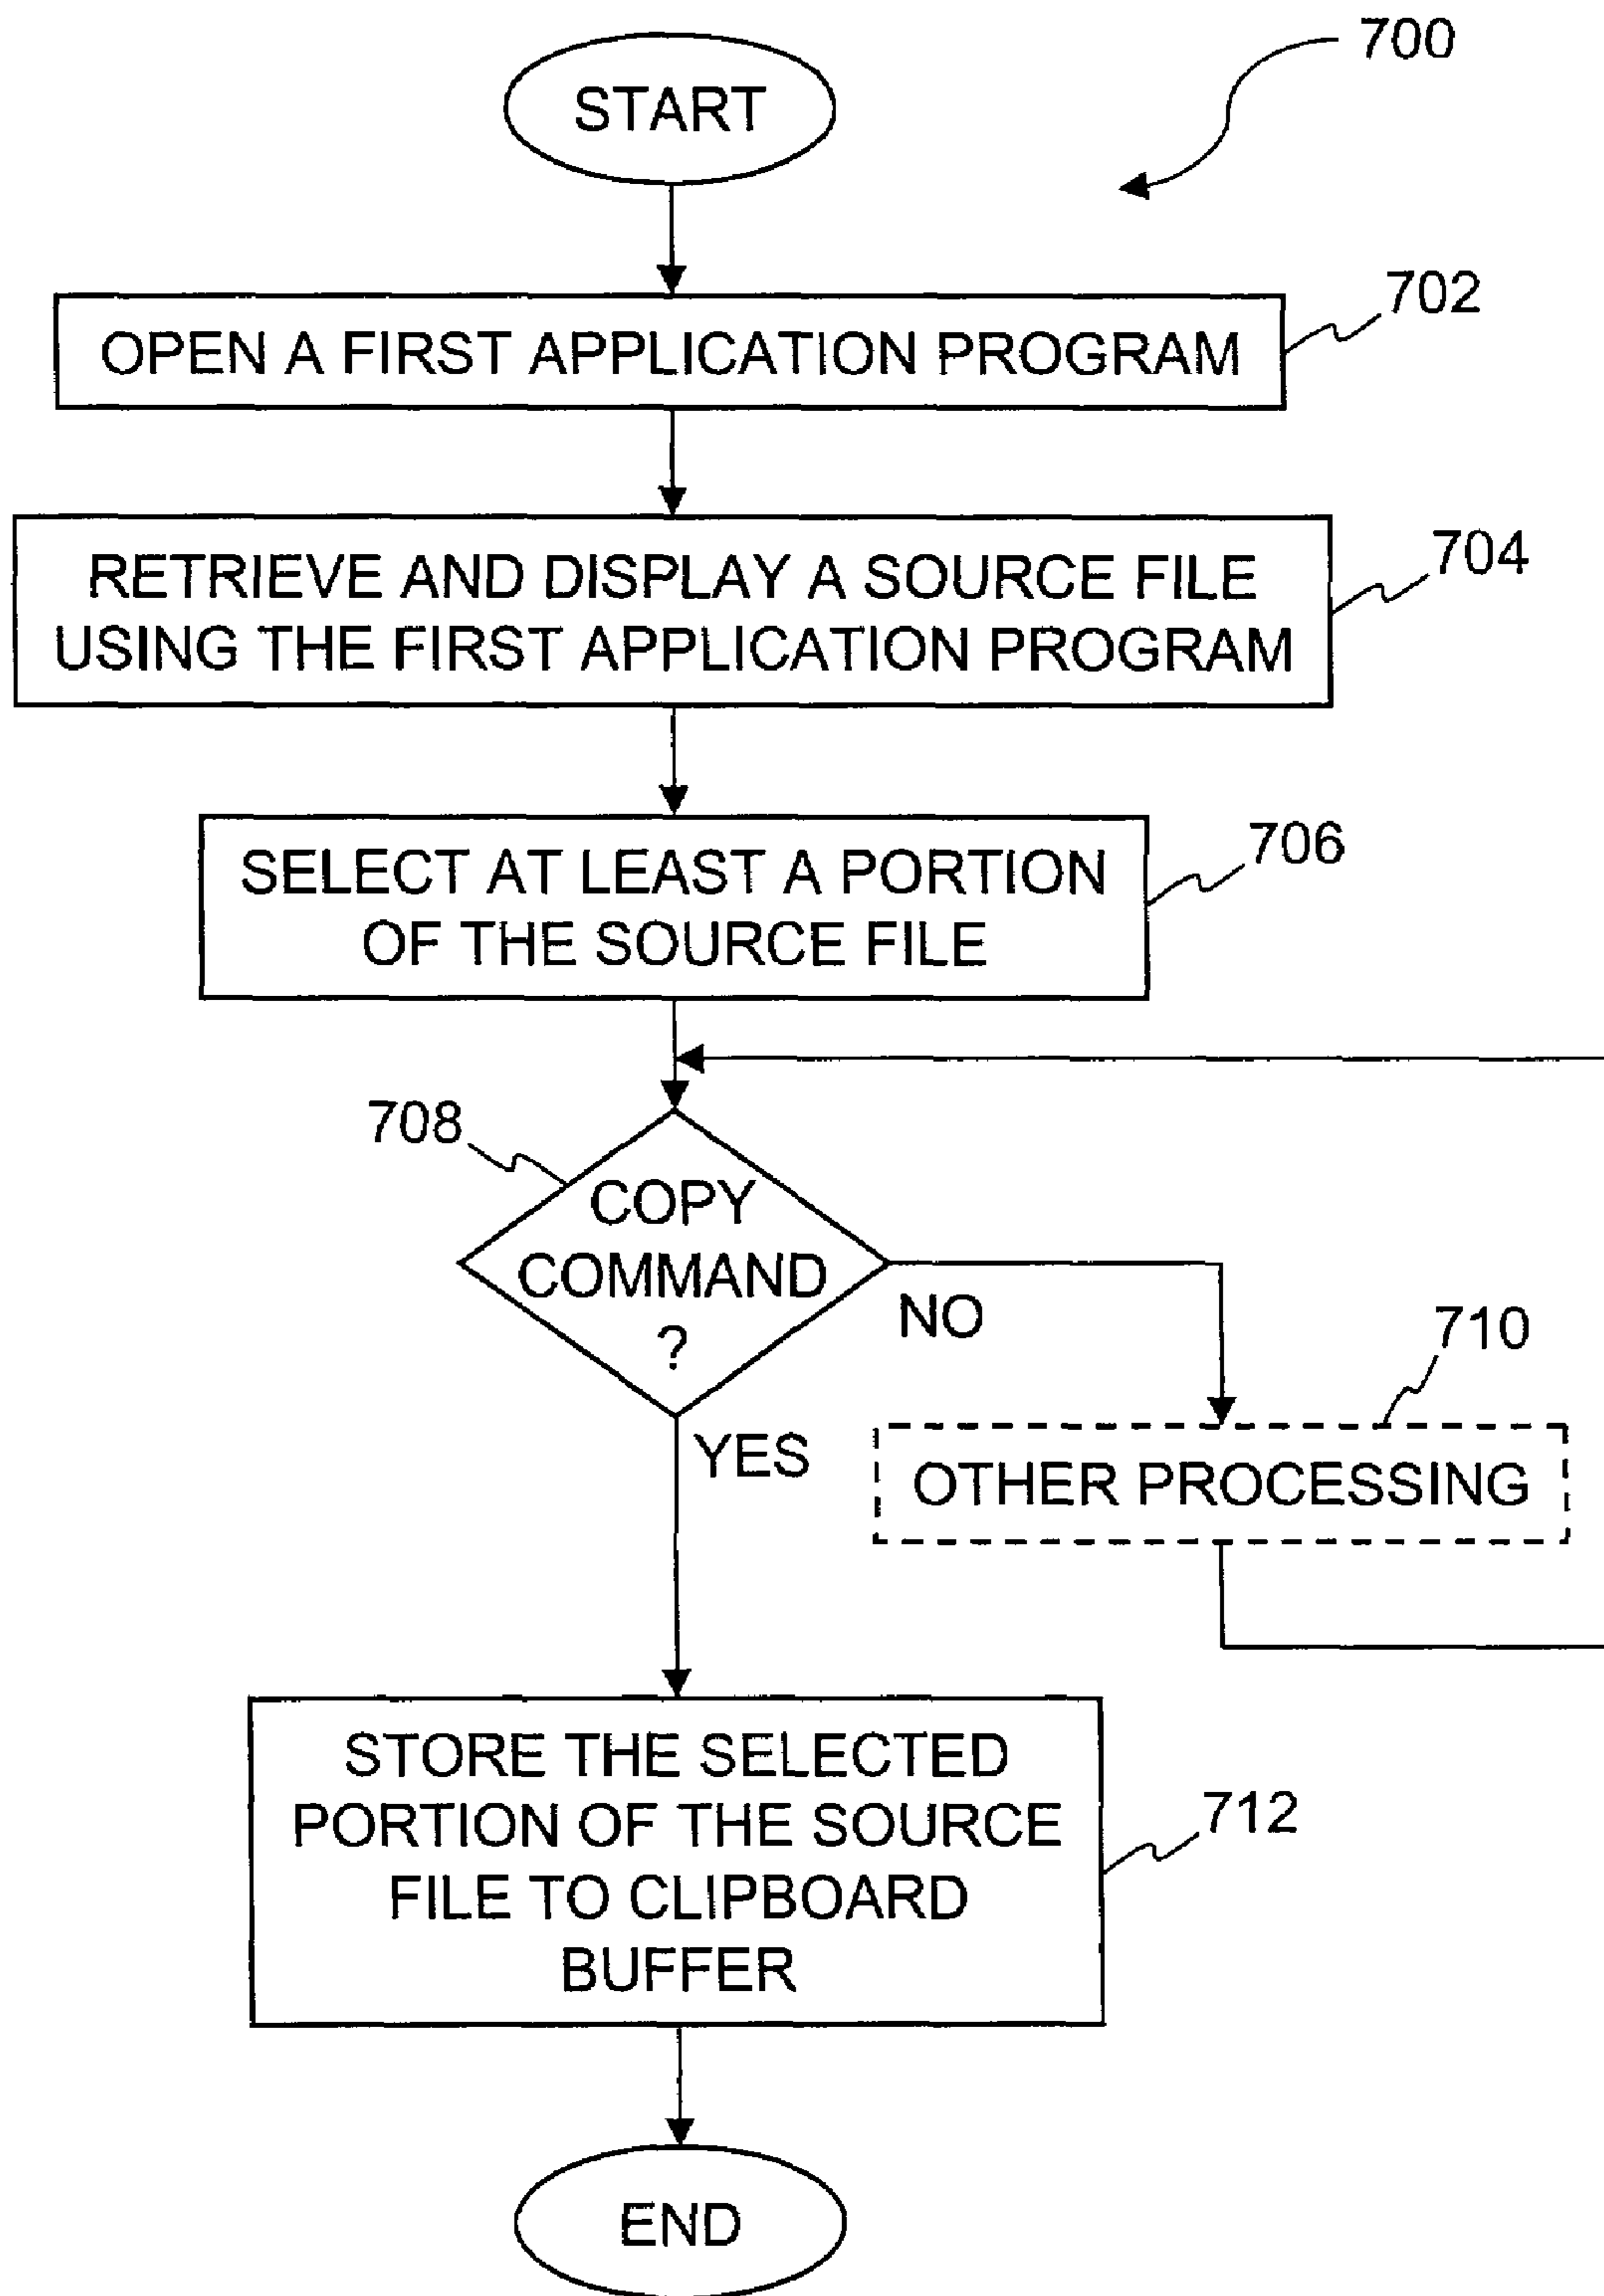 700
START
702
OPEN A FIRST APPLICATION PROGRAM
704
RETRIEVE AND DISPLAY A SOURCE FILE
USING THE FIRST APPLICATION PROGRAM
706
SELECT AT LEAST A PORTION
OF THE SOURCE FILE
708
COPY
COMMAND
?
NO
710
YES
OTHER PROCESSING
STORE THE SELECTED
PORTION OF THE SOURCE
FILE TO CLIPBOARD
BUFFER
712
END